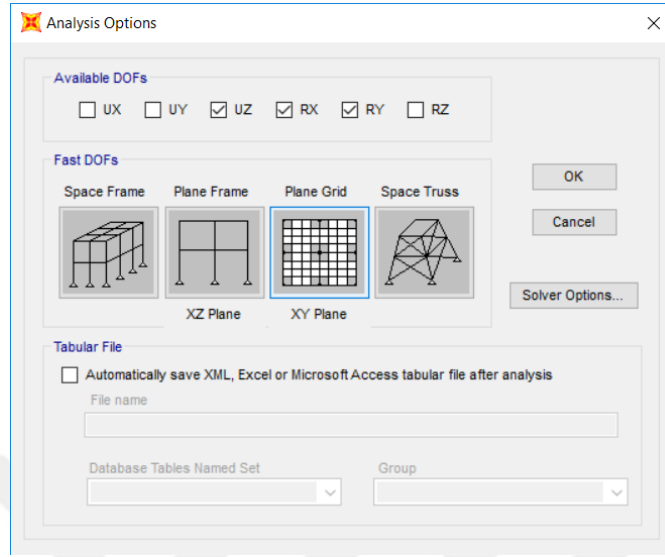 Analysis Options
Available DOFs
UX UY UZ RX RY RZ
Fast DOFs
Space Frame Plane Frame Plane Grid Space Truss
XZ Plane XY Plane
OK
Cancel
Solver Options...
Tabular File
Automatically save XML, Excel or Microsoft Access tabular file after analysis
File name
Database Tables Named Set Group